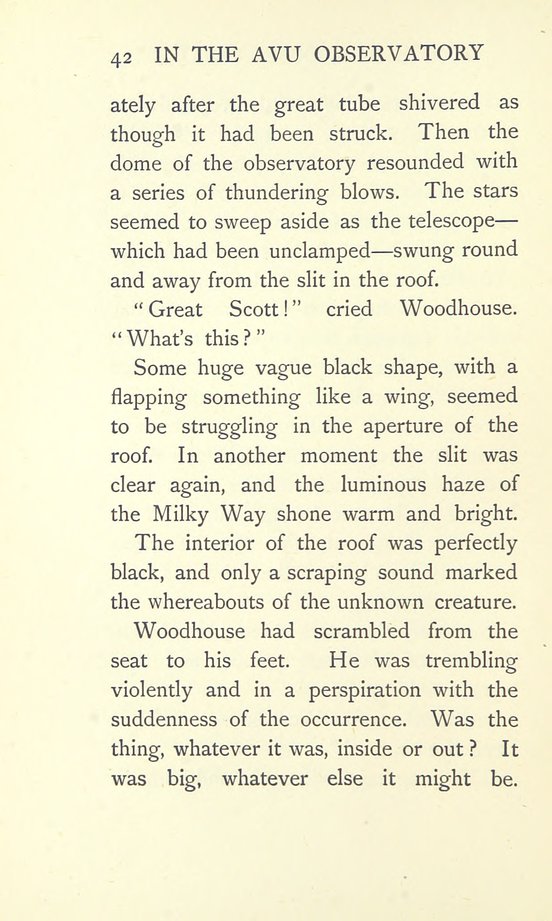 42 IN THE AVU OBSERVATORY
ately after the great tube shivered as
though it had been struck. Then the
dome of the observatory resounded with
a series of thundering blows. The stars
seemed to sweep aside as the telescope—
which had been unclamped—swung round
and away from the slit in the roof.
“Great Scott!” cried Woodhouse.
“What's this?”
Some huge vague black shape, with a
flapping something like a wing, seemed
to be struggling in the aperture of the
roof. In another moment the slit was
clear again, and the luminous haze of
the Milky Way shone warm and bright.
The interior of the roof was perfectly
black, and only a scraping sound marked
the whereabouts of the unknown creature.
Woodhouse had scrambled from the
seat to his feet. He was trembling
violently and in a perspiration with the
suddenness of the occurrence. Was the
thing, whatever it was, inside or out? It
was big, whatever else it might be.